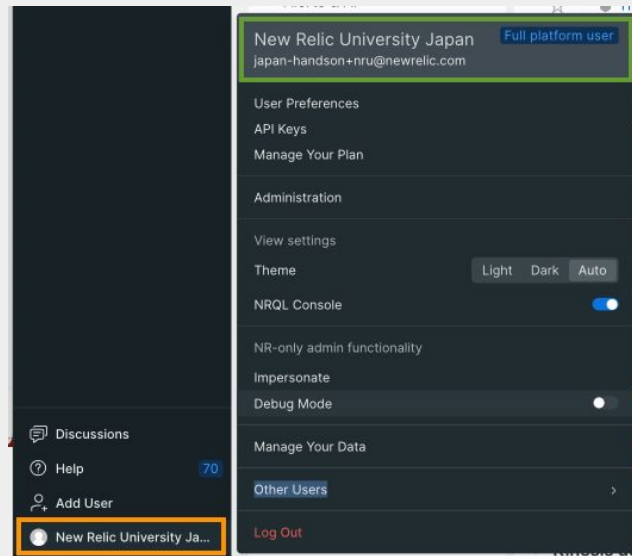 New Relic University Japan Full platform user
japan-handson+nru@newrelic.com
User Preferences
API Keys
Manage Your Plan
Administration
View settings
Theme Light Dark Auto
NRQL Console
NR-only admin functionality
Impersonate
Debug Mode
Manage Your Data
Other Users
Log Out
Discussions
Help 70
Add User
New Relic University Ja...